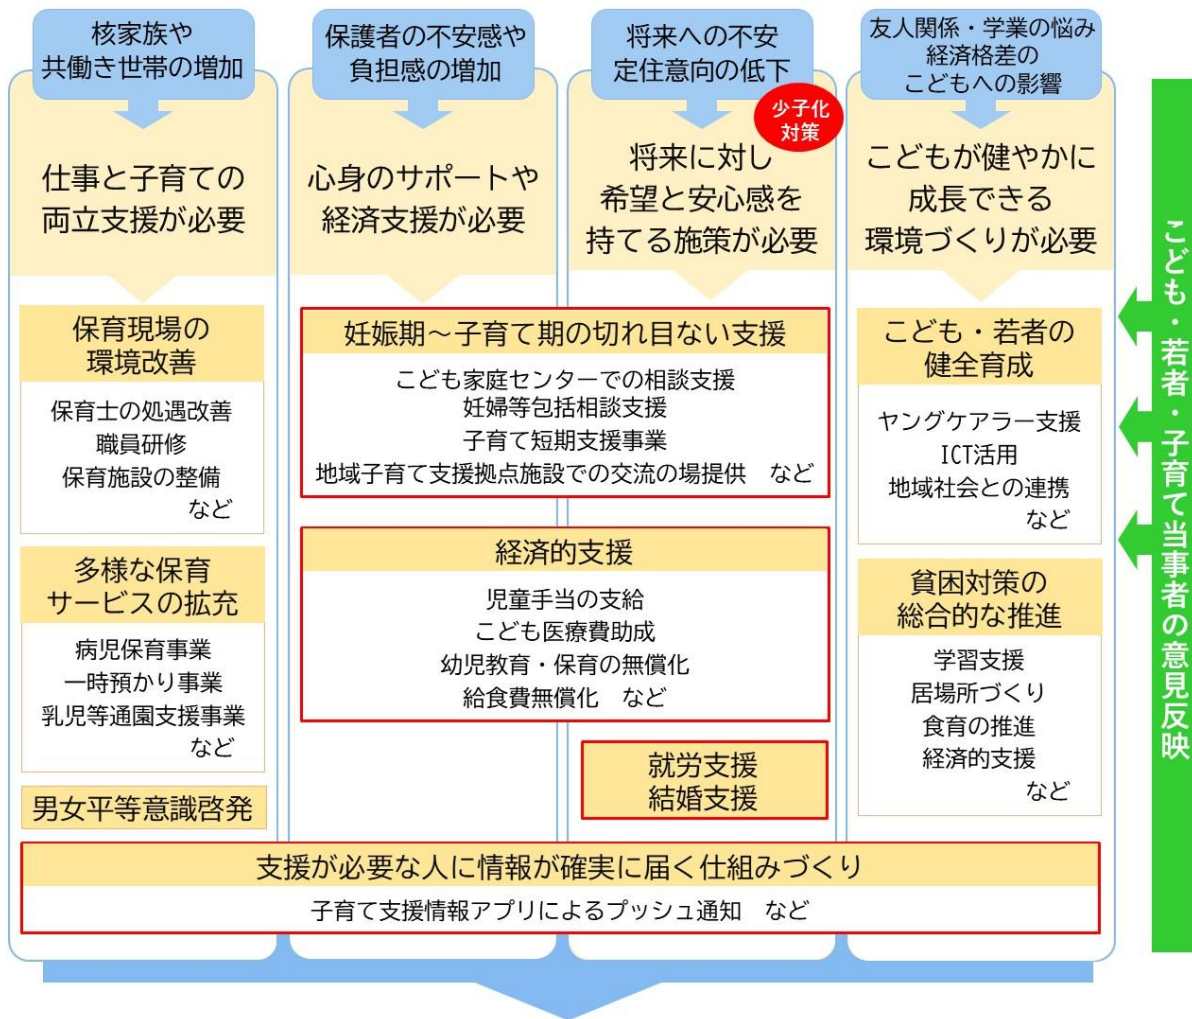 核家族や
共働き世帯の増加
仕事と子育ての
両立支援が必要
保育現場の
環境改善
保育士の処遇改善
職員研修
保育施設の整備
など
多様な保育
サービスの拡充
病児保育事業
一時預かり事業
乳児等通園支援事業
など
男女平等意識啓発
保護者の不安感や
負担感の増加
心身のサポートや
経済支援が必要
将来への不安
定住意向の低下
少子化
対策
将来に対し
希望と安心感を
持てる施策が必要
妊娠期～子育て期の切れ目ない支援
こども家庭センターでの相談支援
妊婦等包括相談支援
子育て短期支援事業
地域子育て支援拠点施設での交流の場提供　など
経済的支援
児童手当の支給
こども医療費助成
幼児教育・保育の無償化
給食費無償化　など
就労支援
結婚支援
友人関係・学業の悩み
経済格差の
こどもへの影響
こどもが健やかに
成長できる
環境づくりが必要
こども・若者の
健全育成
ヤングケアラー支援
ICT活用
地域社会との連携
など
貧困対策の
総合的な推進
学習支援
居場所づくり
食育の推進
経済的支援
など
支援が必要な人に情報が確実に届く仕組みづくり
子育て支援情報アプリによるプッシュ通知　など
こども・若者・子育て当事者の意見反映